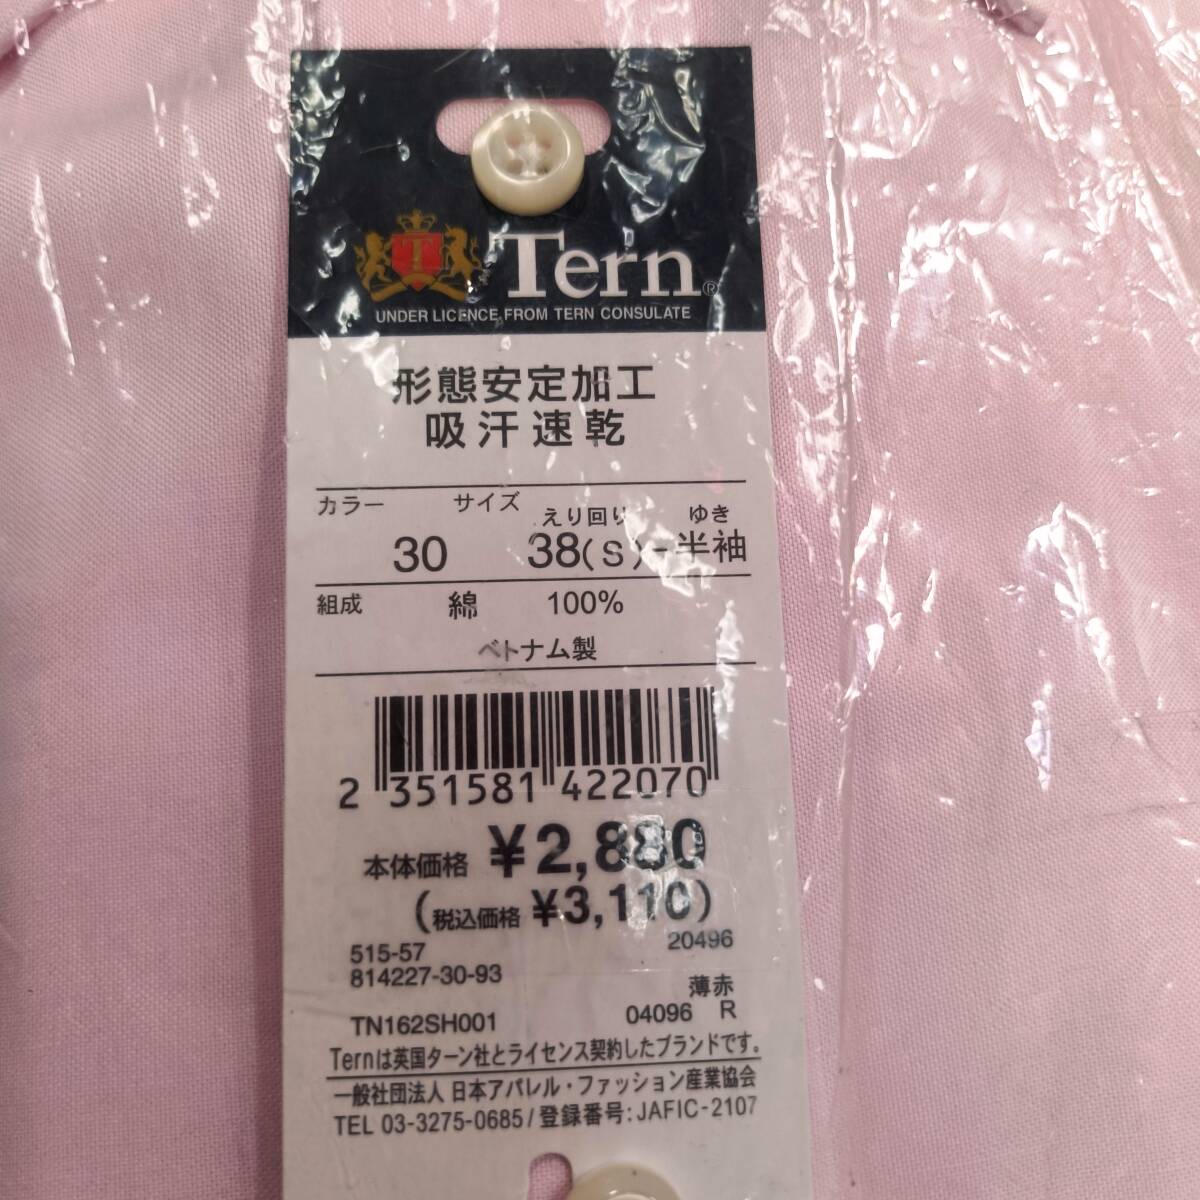 T
Tern®
UNDER LICENCE FROM TERN CONSULATE
形態安定加工
吸汗速乾
カラー サイズ えり回り ゆき
30 38(S)-半袖
組成 綿 100%
ベトナム製
2 351581 422070
本体価格 ¥2,880
(税込価格 ¥3,110)
515-57 20496
814227-30-93
薄赤
TN162SH001 04096 R
Ternは英国ターン社とライセンス契約したブランドです。
一般社団法人 日本アパレル・ファッション産業協会
TEL 03-3275-0685/登録番号:JAFIC-2107